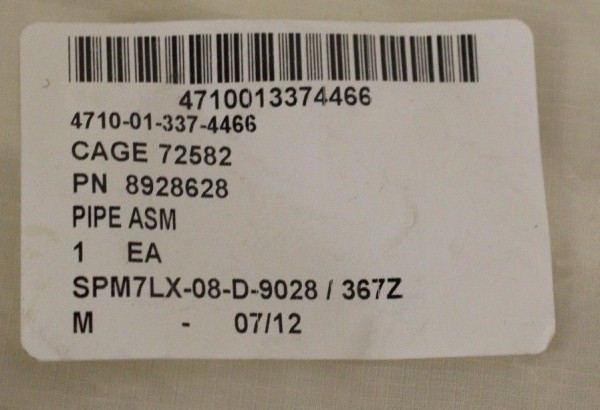 4710013374466
4710-01-337-4466
CAGE 72582
PN 8928628
PIPE ASM
1 EA
SPM7LX-08-D-9028 / 367Z
M - 07/12